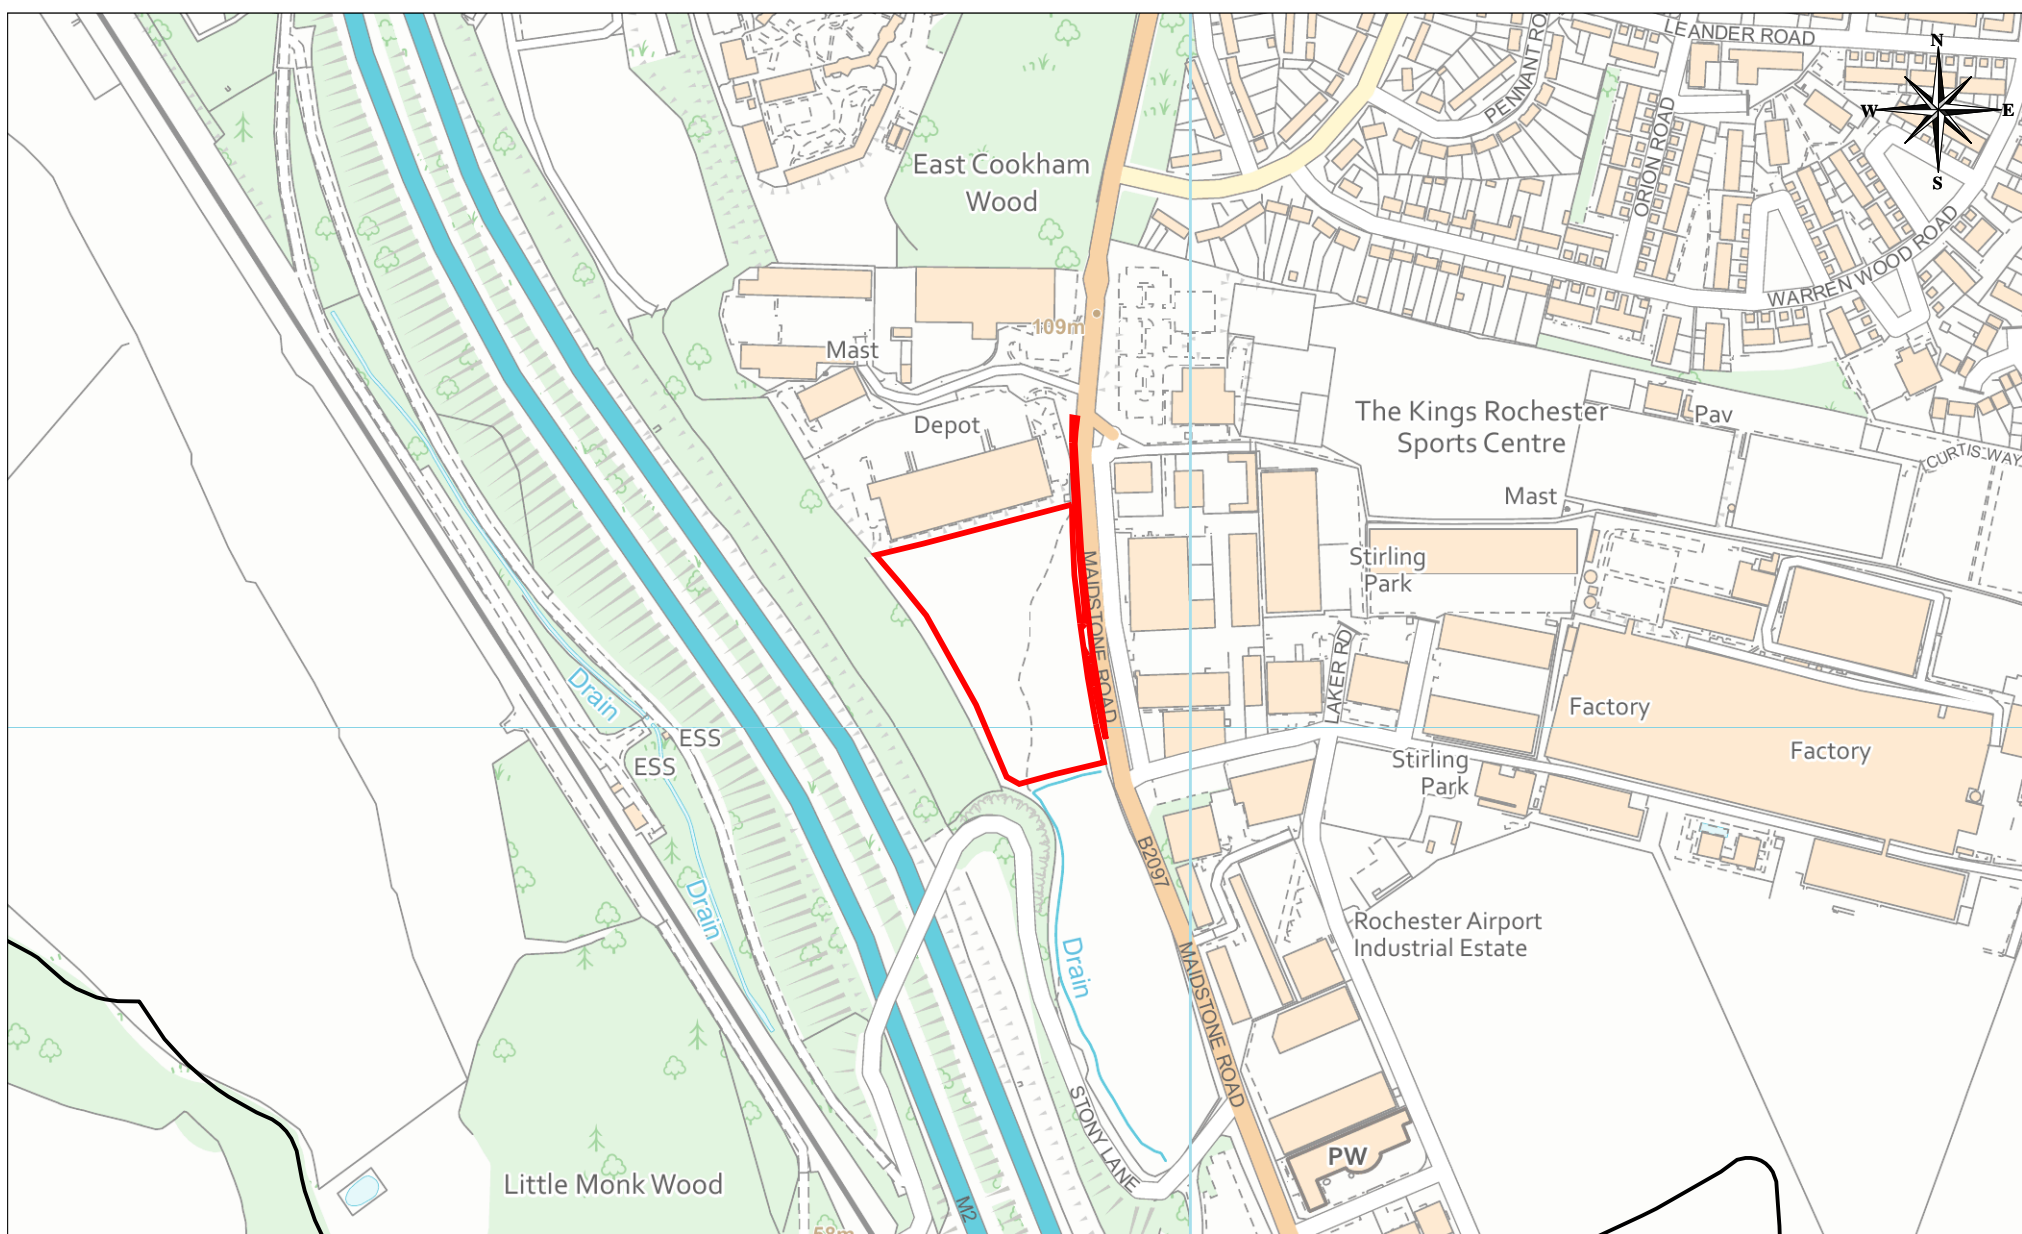 LEANDER ROAD
PENNANT RO
N
W
E
S
ORION ROAD
East Cookham
Wood
WARREN WOOD ROAD
109m
Mast
Depot
The Kings Rochester
Sports Centre
Pav
CURTIS WAY
Mast
Stirling
Park
MAIDSTONE ROAD
LAKER RD
Drain
Factory
ESS
ESS
Factory
Stirling
Park
B2097
Drain
Rochester Airport
Industrial Estate
Drain
MAIDSTONE ROAD
STONY LANE
PW
Little Monk Wood
M2
58m